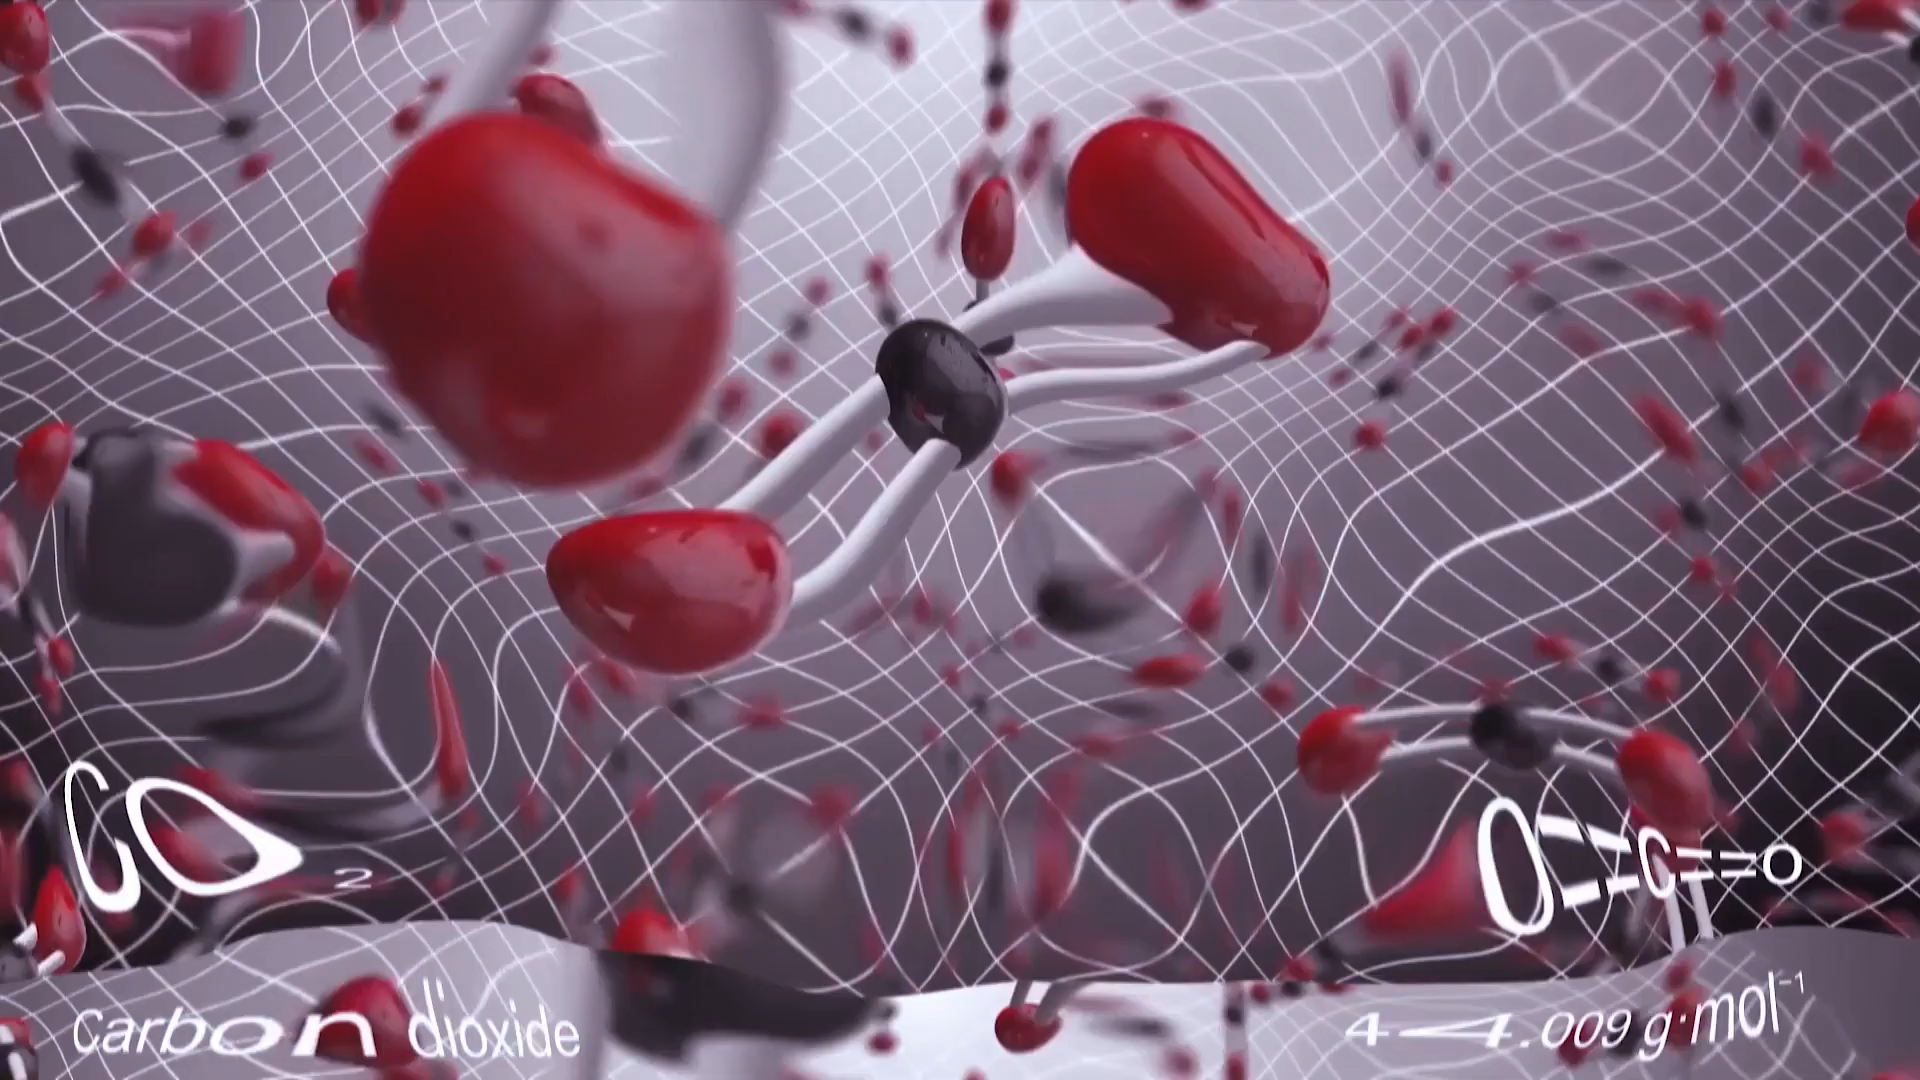 CO₂
O=C=O
Carbon dioxide
44.009 g·mol⁻¹